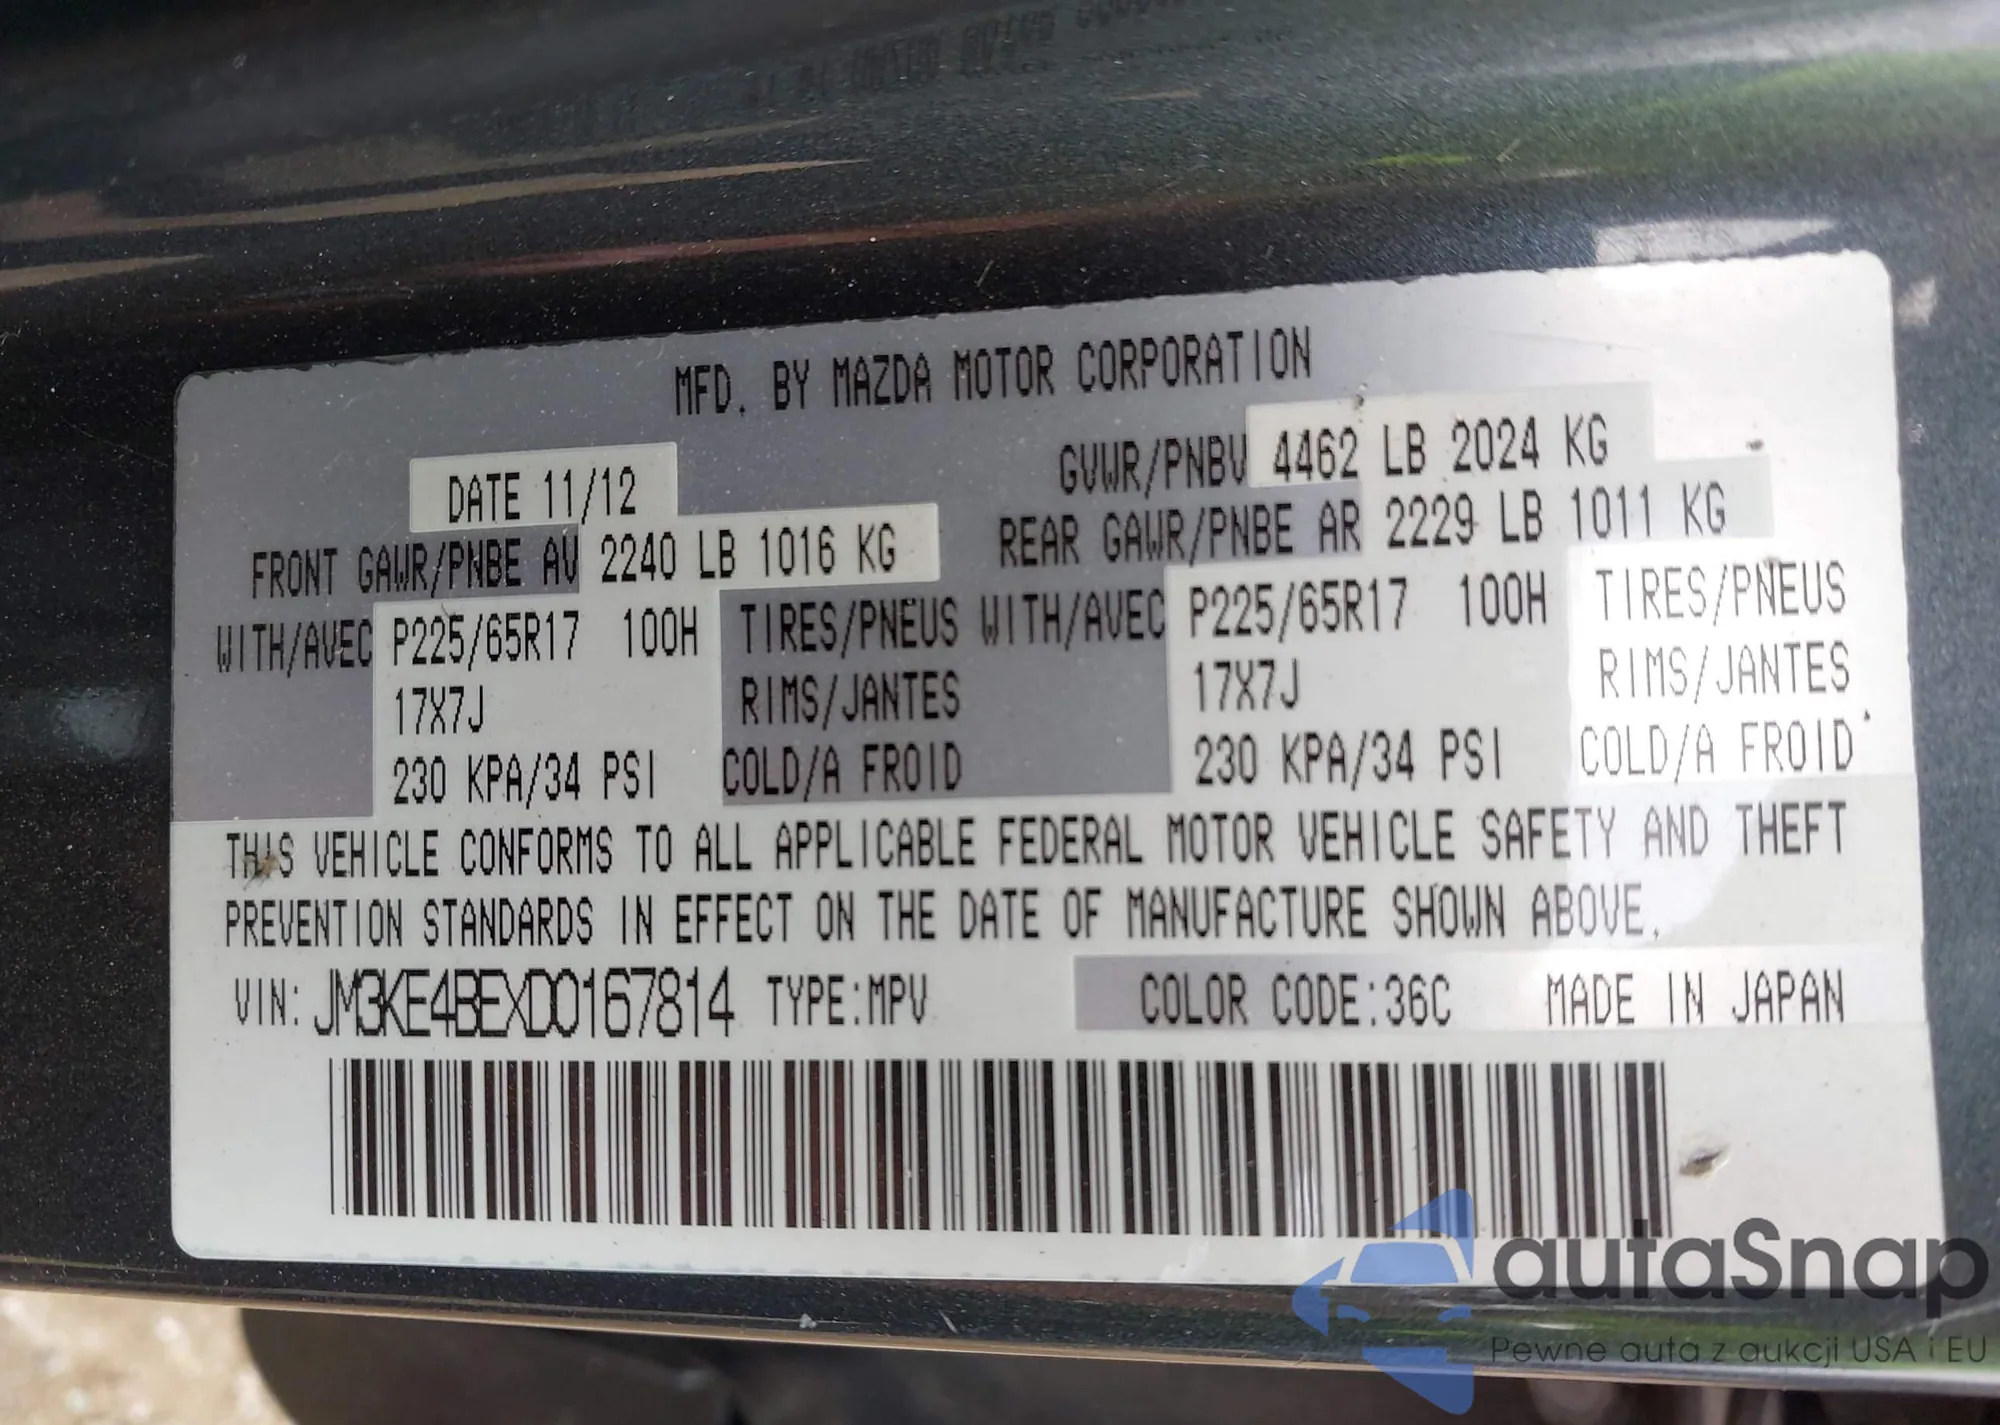 MFD. BY MAZDA MOTOR CORPORATION
DATE 11/12 GVWR/PNBV 4462 LB 2024 KG
FRONT GAWR/PNBE AV 2240 LB 1016 KG REAR GAWR/PNBE AR 2229 LB 1011 KG
WITH/AVEC P225/65R17 100H TIRES/PNEUS WITH/AVEC P225/65R17 100H TIRES/PNEUS
17X7J RIMS/JANTES 17X7J RIMS/JANTES
230 KPA/34 PSI COLD/A FROID 230 KPA/34 PSI COLD/A FROID
THIS VEHICLE CONFORMS TO ALL APPLICABLE FEDERAL MOTOR VEHICLE SAFETY AND THEFT
PREVENTION STANDARDS IN EFFECT ON THE DATE OF MANUFACTURE SHOWN ABOVE.
VIN: JM3KE4BEXD0167814 TYPE:MPV COLOR CODE:36C MADE IN JAPAN
autaSnap
Pewne auta z aukcji USA i EU